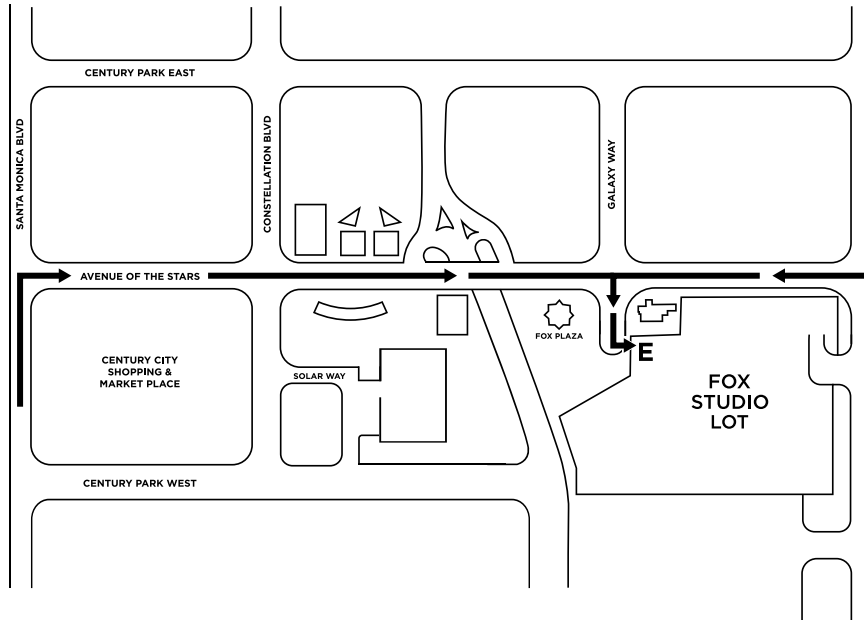 CENTURY PARK EAST
SANTA MONICA BLVD
CONSTELLATION BLVD
GALAXY WAY
AVENUE OF THE STARS
FOX PLAZA
E
CENTURY CITY
SHOPPING &
MARKET PLACE
SOLAR WAY
FOX
STUDIO
LOT
CENTURY PARK WEST